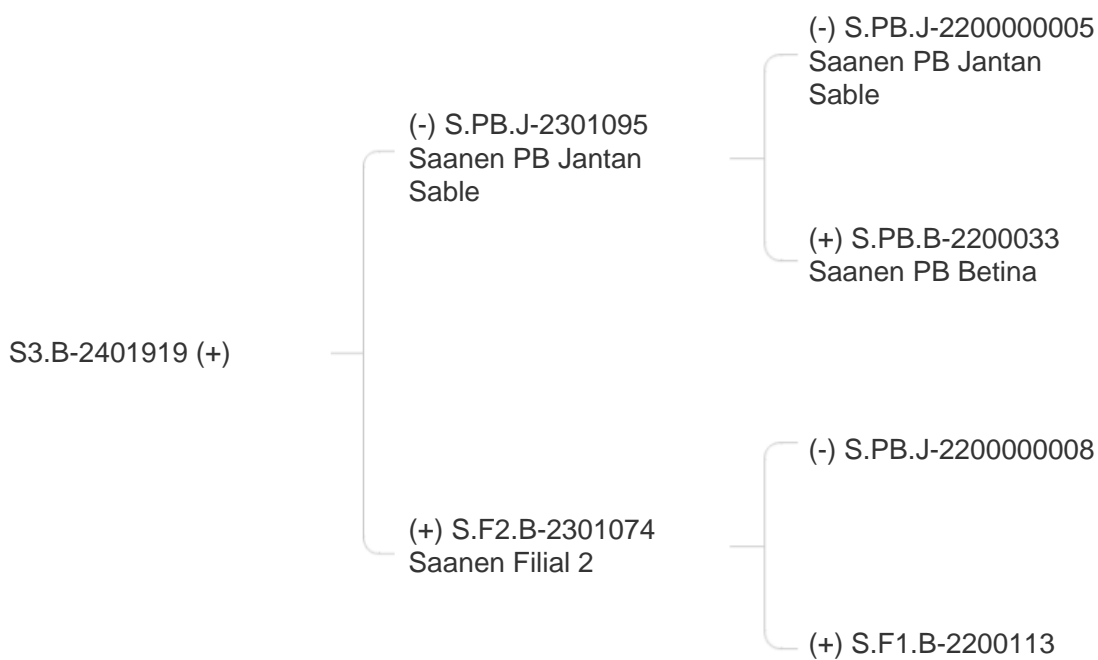 (-) S.PB.J-2200000005
Saanen PB Jantan
Sable
(-) S.PB.J-2301095
Saanen PB Jantan
Sable
(+) S.PB.B-2200033
Saanen PB Betina
S3.B-2401919 (+)
(-) S.PB.J-2200000008
(+) S.F2.B-2301074
Saanen Filial 2
(+) S.F1.B-2200113